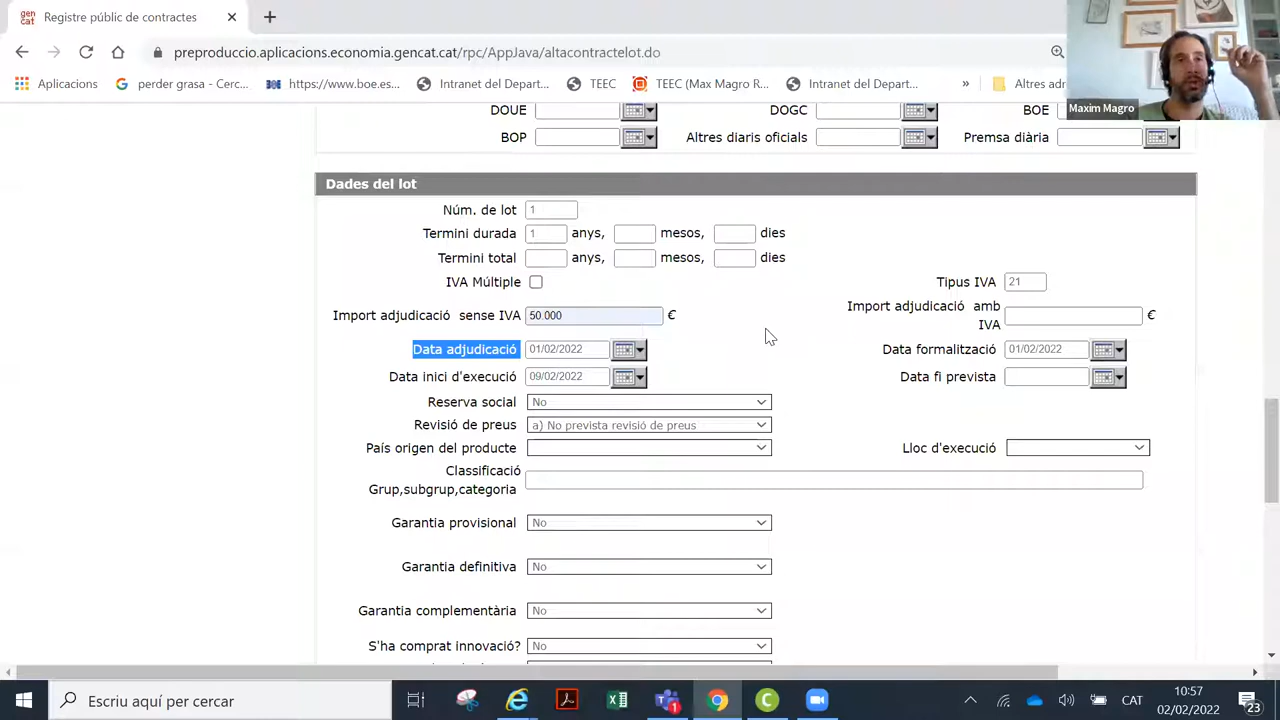 gen
cat
Registre públic de contractes
preproduccio.aplicacions.economia.gencat.cat/rpc/AppJava/altacontractelot.do
Aplicacions
perder grasa - Cerc...
https://www.boe.es...
Intranet del Depart...
TEEC
TEEC (Max Magro R...
Intranet del Depart...
»
Altres adr
Maxim Magro
DOUE
DOGC
BOE
BOP
Altres diaris oficials
Premsa diària
Dades del lot
Núm. de lot 1
Termini durada 1 anys, mesos, dies
Termini total anys, mesos, dies
IVA Múltiple
Tipus IVA 21
Import adjudicació sense IVA 50.000 €
Import adjudicació amb
IVA €
Data adjudicació 01/02/2022
Data formalització 01/02/2022
Data inici d'execució 09/02/2022
Data fi prevista
Reserva social No
Revisió de preus a) No prevista revisió de preus
País origen del producte
Lloc d'execució
Classificació
Grup,subgrup,categoria
Garantia provisional No
Garantia definitiva No
Garantia complementària No
S'ha comprat innovació? No
Escriu aquí per cercar
1
CAT
10:57
02/02/2022
23